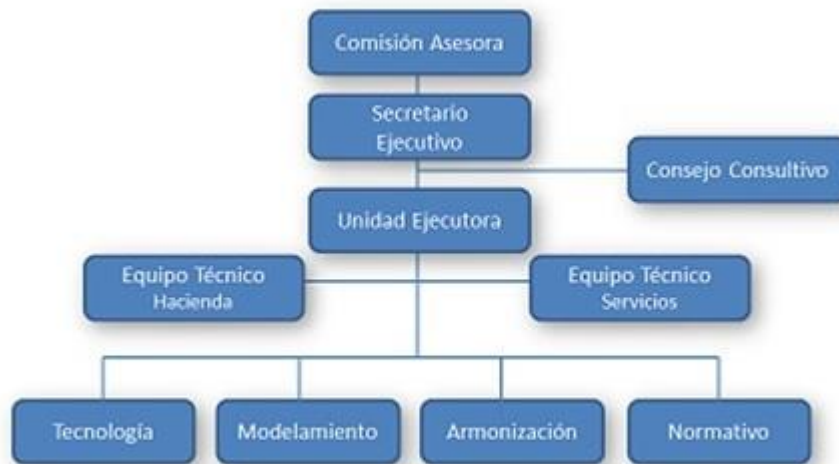 Comisión Asesora
Secretario
Ejecutivo
Consejo Consultivo
Unidad Ejecutora
Equipo Técnico
Hacienda
Equipo Técnico
Servicios
Tecnología
Modelamiento
Armonización
Normativo